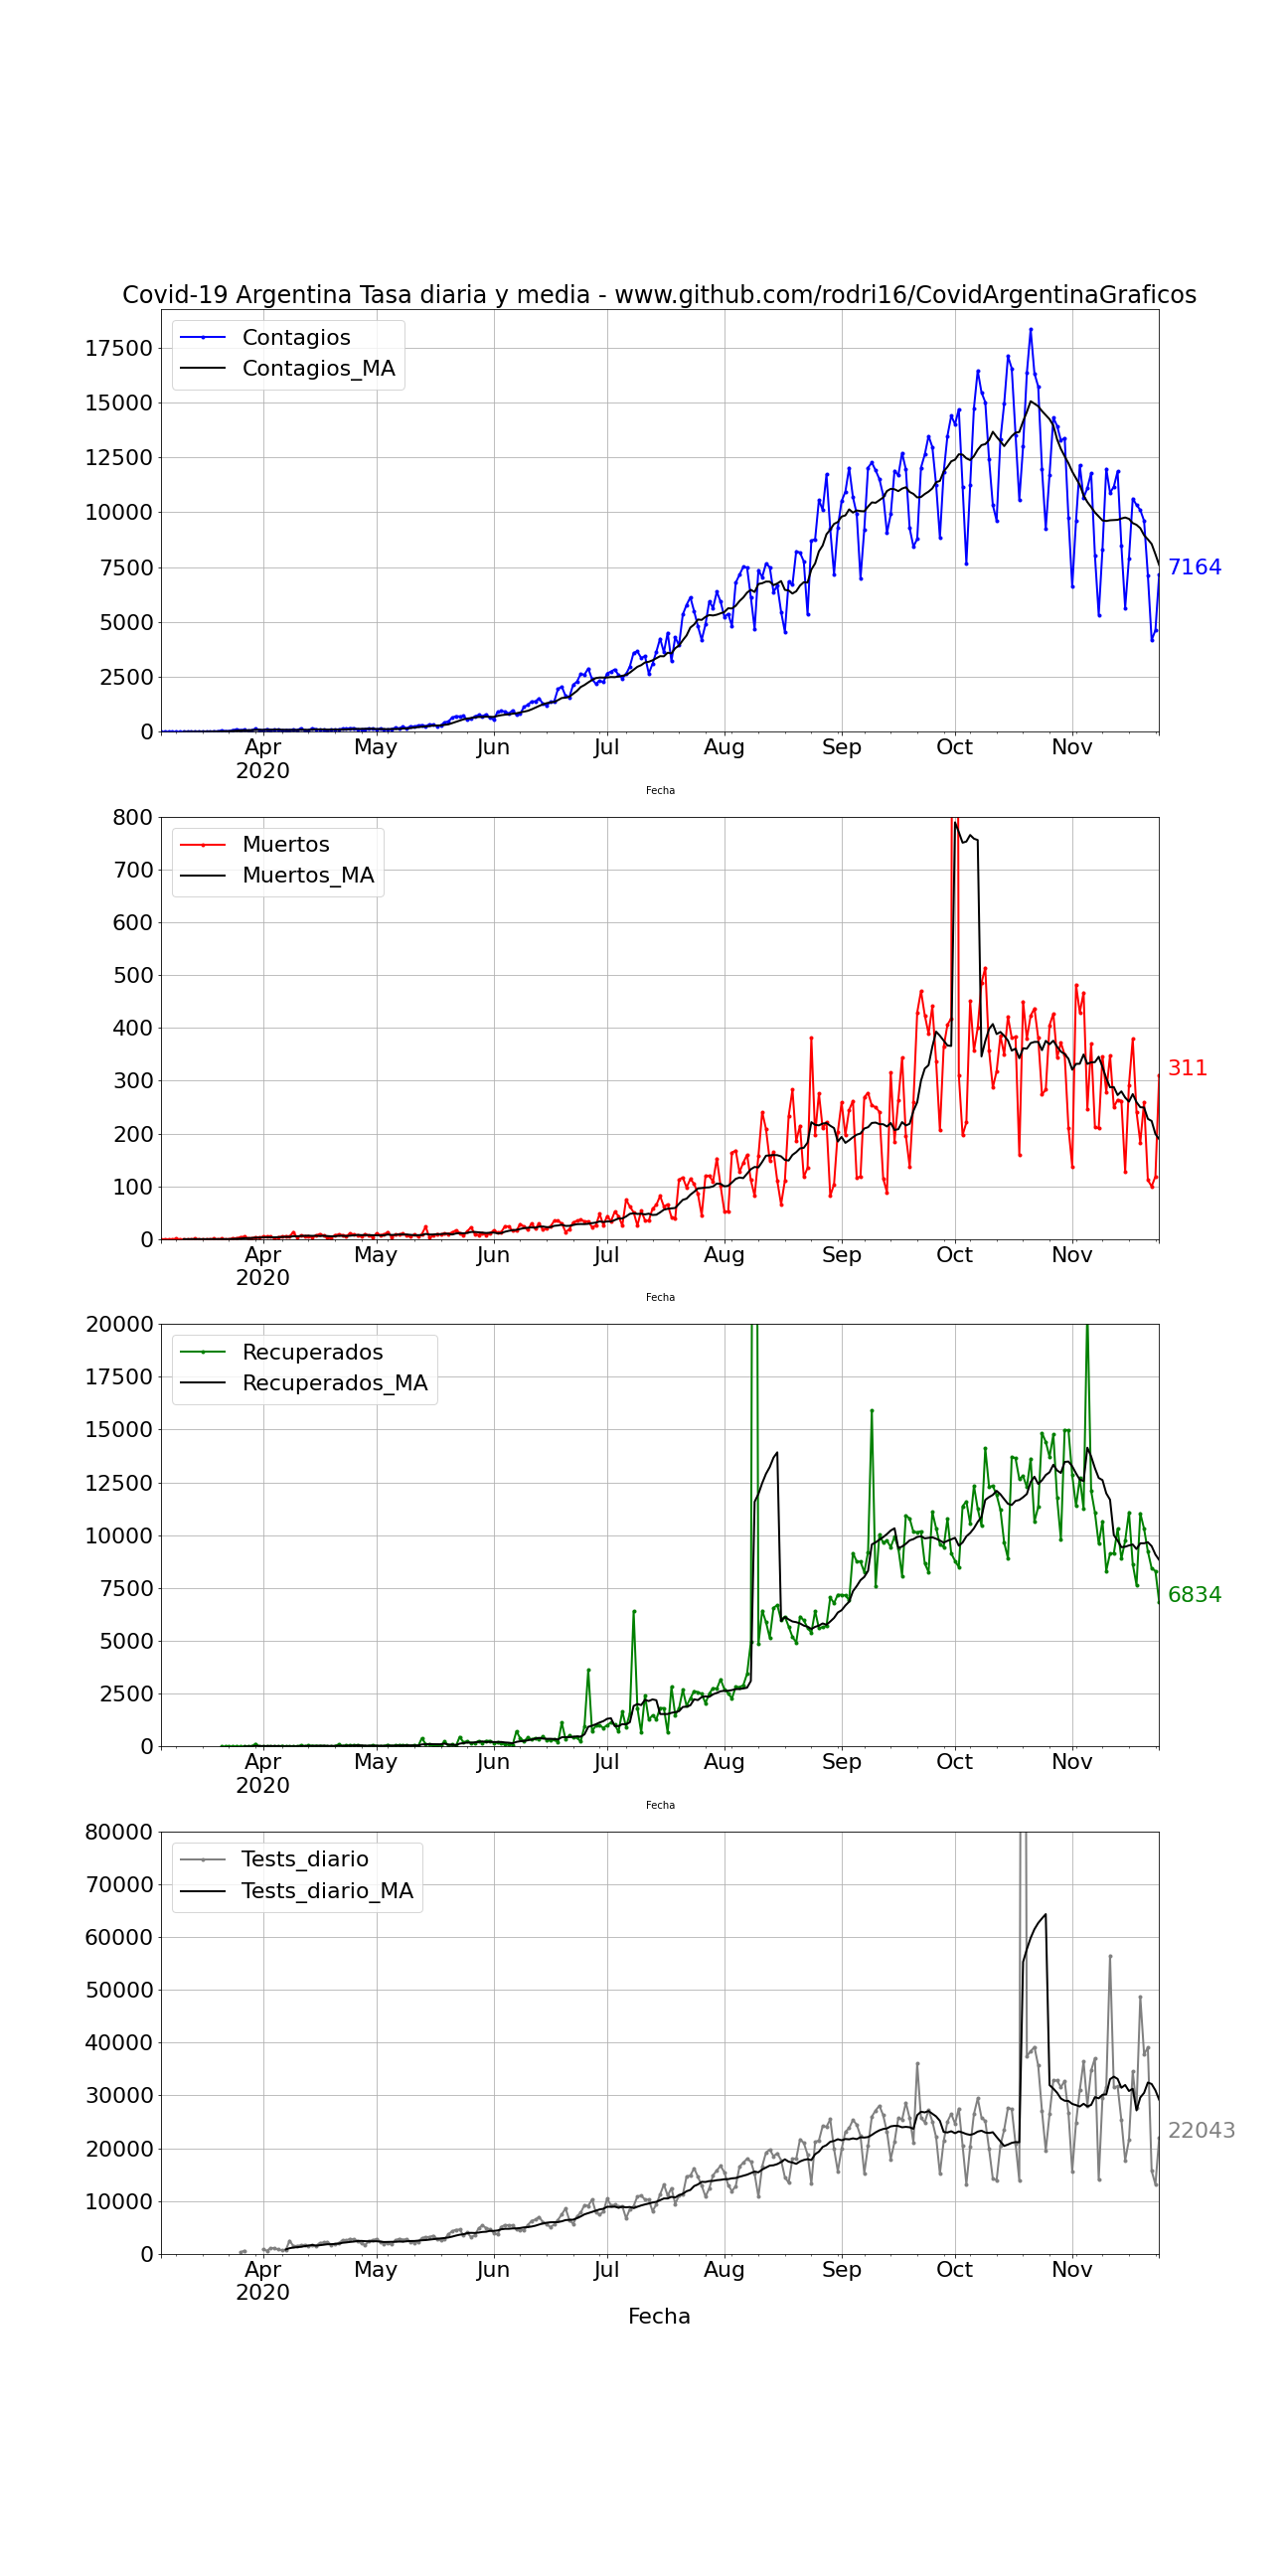 Covid-19 Argentina Tasa diaria y media - www.github.com/rodri16/CovidArgentinaGraficos
Contagios
Contagios_MA
17500
15000
12500
10000
7500
5000
2500
0
7164
Apr May Jun Jul Aug Sep Oct Nov
2020
Fecha
Muertos
Muertos_MA
800
700
600
500
400
300
200
100
0
311
Apr May Jun Jul Aug Sep Oct Nov
2020
Fecha
Recuperados
Recuperados_MA
20000
17500
15000
12500
10000
7500
5000
2500
0
6834
Apr May Jun Jul Aug Sep Oct Nov
2020
Fecha
Tests_diario
Tests_diario_MA
80000
70000
60000
50000
40000
30000
20000
10000
0
22043
Apr May Jun Jul Aug Sep Oct Nov
2020
Fecha